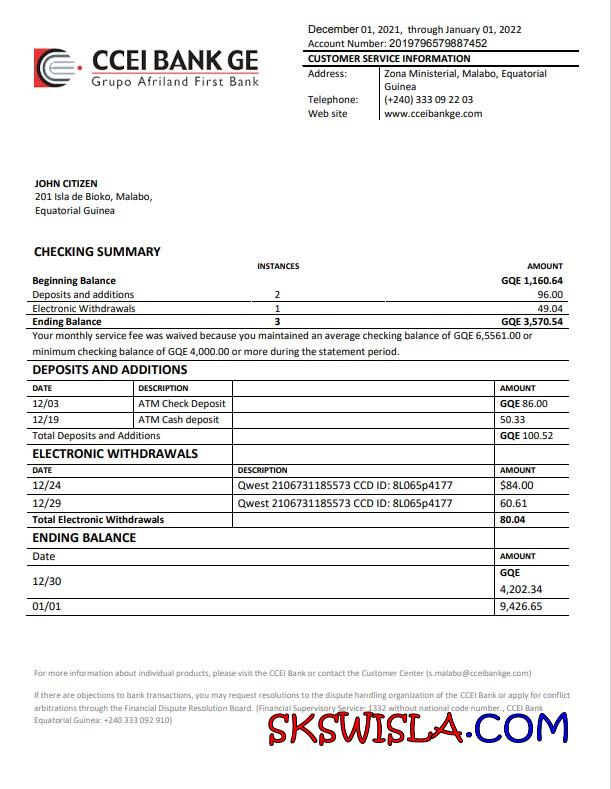 December 01, 2021, through January 01, 2022
Account Number: 2019796579887452
CCEI BANK GE
Grupo Afriland First Bank
CUSTOMER SERVICE INFORMATION
Address: Zona Ministerial, Malabo, Equatorial
Guinea
Telephone: (+240) 333 09 22 03
Web site www.cceibankge.com
JOHN CITIZEN
201 Isla de Bioko, Malabo,
Equatorial Guinea
CHECKING SUMMARY
INSTANCES AMOUNT
Beginning Balance GQE 1,160.64
Deposits and additions 2 96.00
Electronic Withdrawals 1 49.04
Ending Balance 3 GQE 3,570.54
Your monthly service fee was waived because you maintained an average checking balance of GQE 6,5561.00 or
minimum checking balance of GQE 4,000.00 or more during the statement period.
DEPOSITS AND ADDITIONS
DATE DESCRIPTION AMOUNT
12/03 ATM Check Deposit GQE 86.00
12/19 ATM Cash deposit 50.33
Total Deposits and Additions GQE 100.52
ELECTRONIC WITHDRAWALS
DATE DESCRIPTION AMOUNT
12/24 Qwest 2106731185573 CCD ID: 8L065p4177 $84.00
12/29 Qwest 2106731185573 CCD ID: 8L065p4177 60.61
Total Electronic Withdrawals 80.04
ENDING BALANCE
Date AMOUNT
12/30 GQE
4,202.34
01/01 9,426.65
For more information about individual products, please visit the CCEI Bank or contact the Customer Center (s.malabo@cceibankge.com)
If there are objections to bank transactions, you may request resolutions to the dispute handling organization of the CCEI Bank or apply for conflict
arbitrations through the Financial Dispute Resolution Board. (Financial Supervisory Service: 1332 without national code number., CCEI Bank
Equatorial Guinea: +240 333 092 910)
SKSWISLA.COM